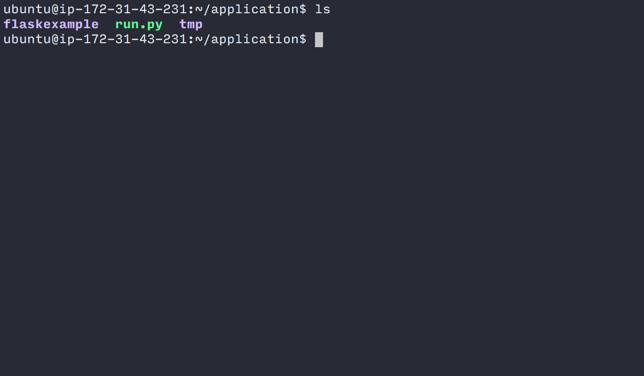 ubuntu@ip-172-31-43-231:~/application$ ls
flaskexample  run.py  tmp
ubuntu@ip-172-31-43-231:~/application$